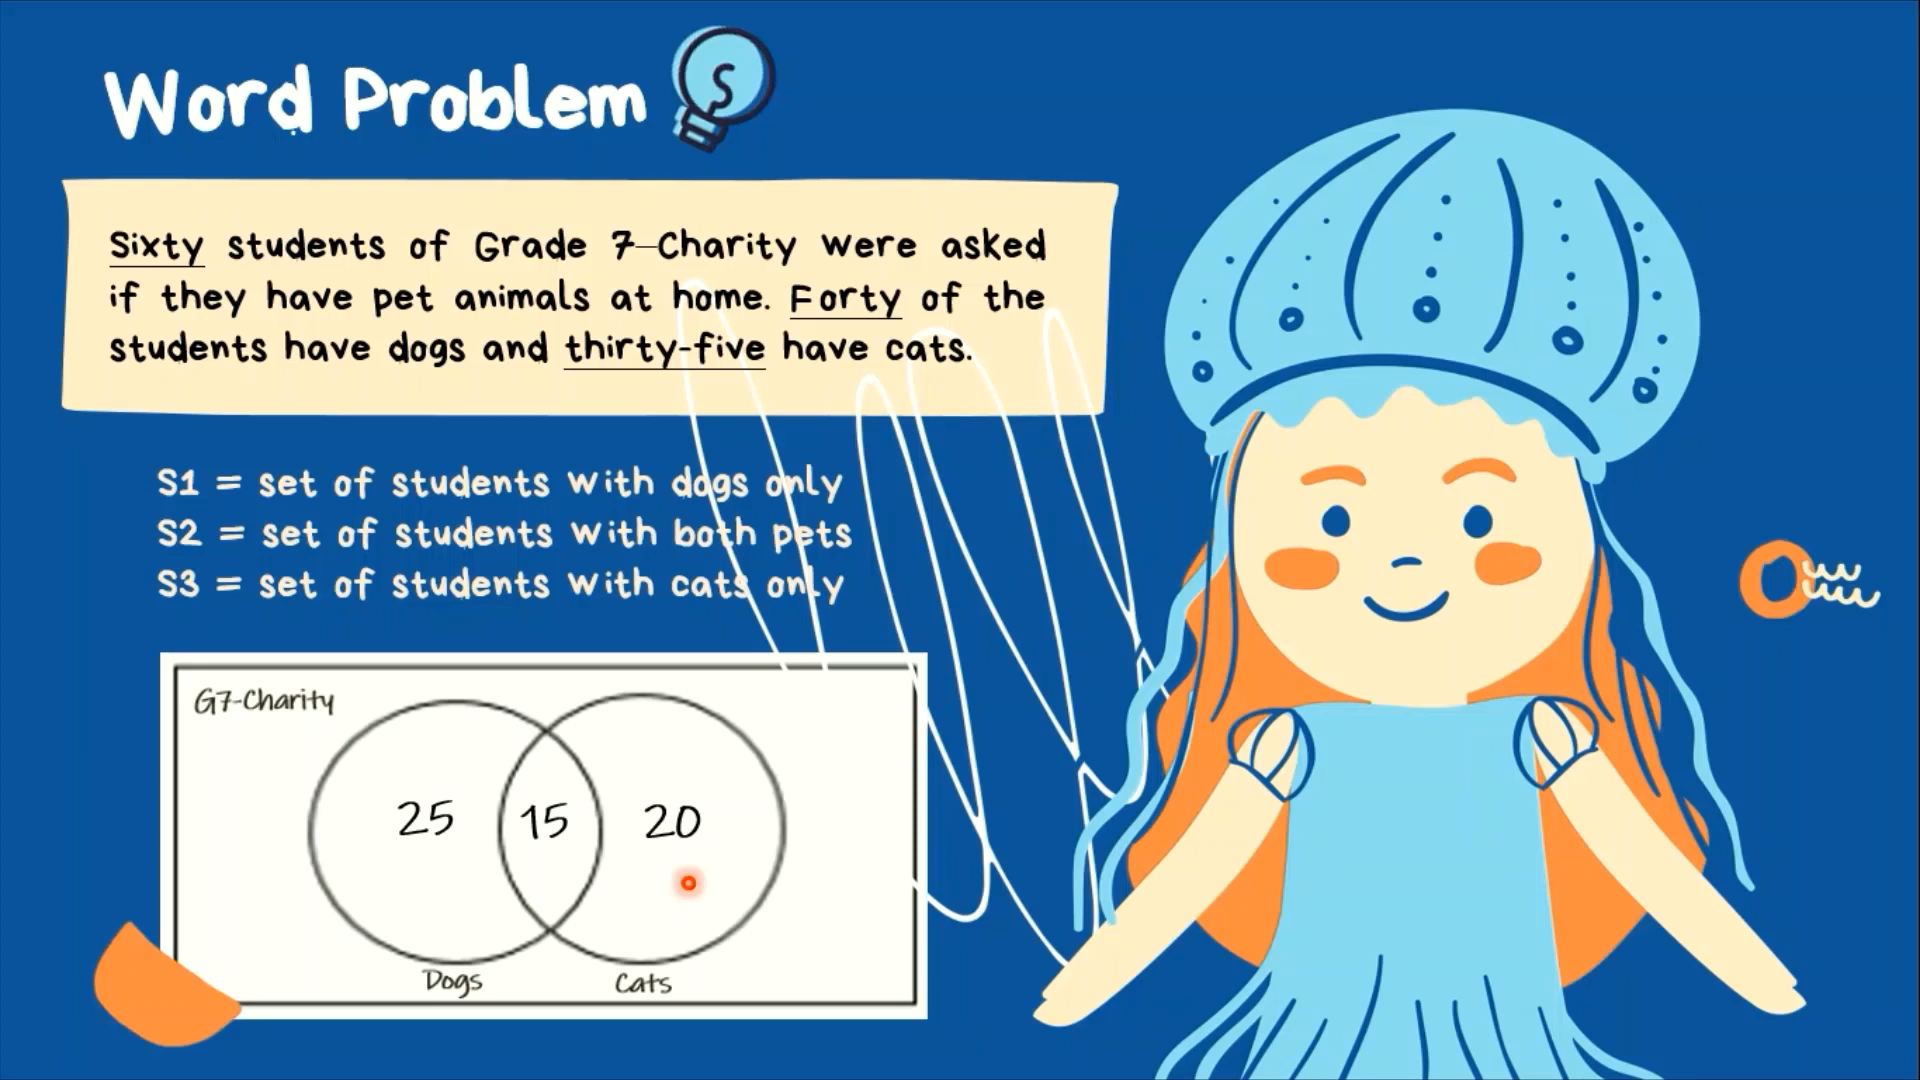 Word Problem
Sixty students of Grade 7-Charity were asked
if they have pet animals at home. Forty of the
students have dogs and thirty-five have cats.
S1 = set of students with dogs only
S2 = set of students with both pets
S3 = set of students with cats only
G7-Charity
25 15 20
Dogs Cats